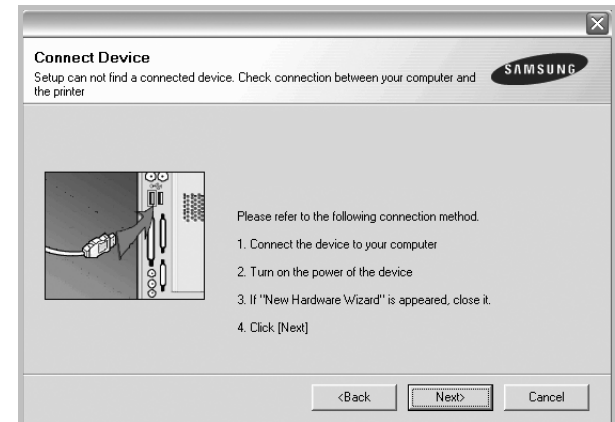 Connect Device
Setup can not find a connected device. Check connection between your computer and
the printer
SAMSUNG
Please refer to the following connection method.
1. Connect the device to your computer
2. Turn on the power of the device
3. If "New Hardware Wizard" is appeared, close it.
4. Click [Next]
<Back
Next>
Cancel